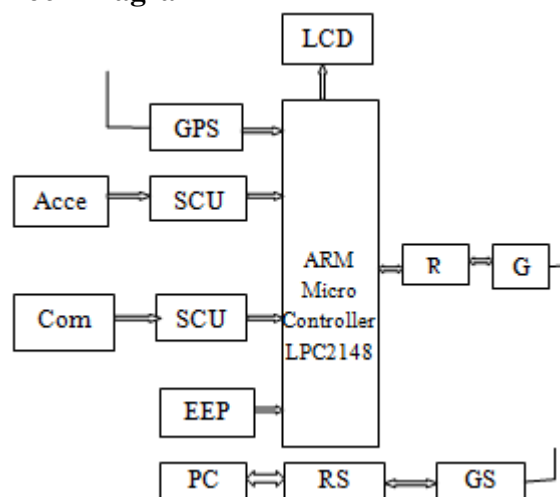 LCD
GPS
Acce
SCU
ARM
Micro
Controller
LPC2148
R
G
Com
SCU
EEP
PC
RS
GS